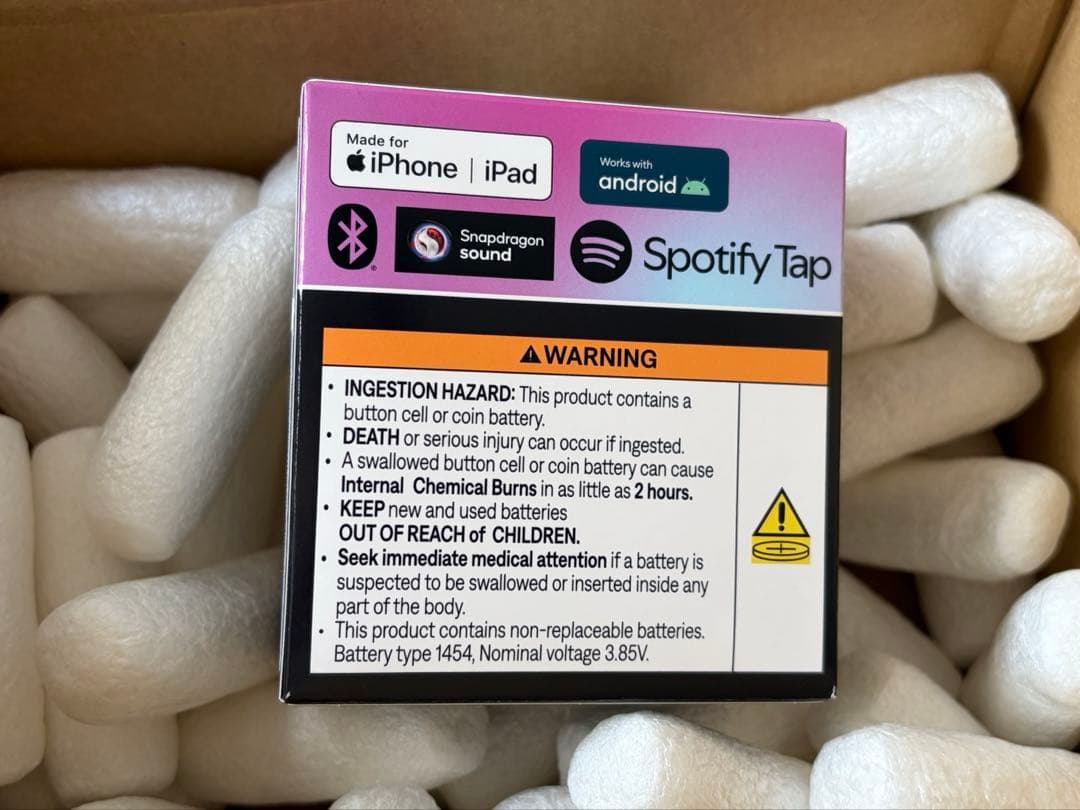 Made for
iPhone | iPad
Works with
android
Snapdragon
sound
Spotify Tap
WARNING
• INGESTION HAZARD: This product contains a
button cell or coin battery.
• DEATH or serious injury can occur if ingested.
• A swallowed button cell or coin battery can cause
Internal Chemical Burns in as little as 2 hours.
• KEEP new and used batteries
OUT OF REACH of CHILDREN.
• Seek immediate medical attention if a battery is
suspected to be swallowed or inserted inside any
part of the body.
• This product contains non-replaceable batteries.
Battery type 1454, Nominal voltage 3.85V.